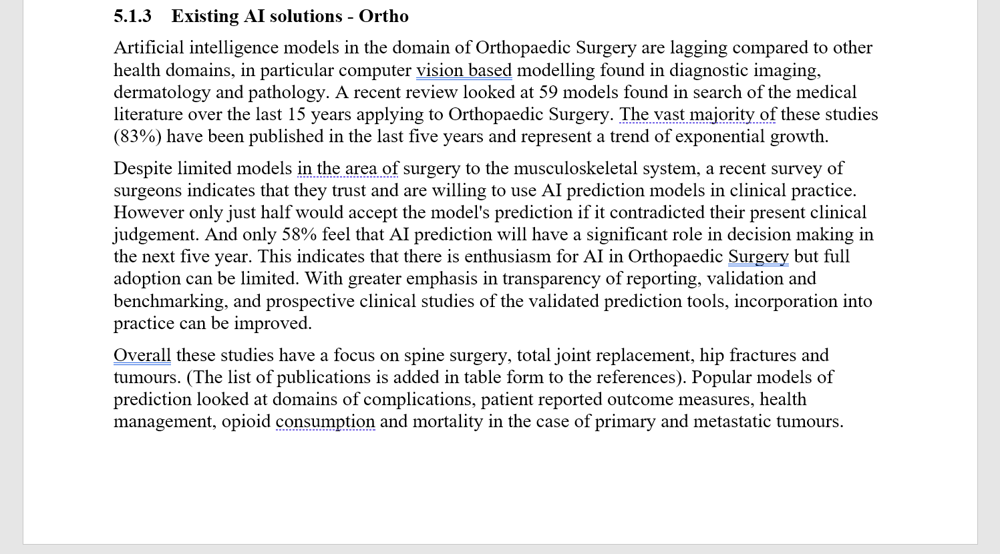 5.1.3 Existing AI solutions - Ortho
Artificial intelligence models in the domain of Orthopaedic Surgery are lagging compared to other
health domains, in particular computer vision based modelling found in diagnostic imaging,
dermatology and pathology. A recent review looked at 59 models found in search of the medical
literature over the last 15 years applying to Orthopaedic Surgery. The vast majority of these studies
(83%) have been published in the last five years and represent a trend of exponential growth.
Despite limited models in the area of surgery to the musculoskeletal system, a recent survey of
surgeons indicates that they trust and are willing to use AI prediction models in clinical practice.
However only just half would accept the model's prediction if it contradicted their present clinical
judgement. And only 58% feel that AI prediction will have a significant role in decision making in
the next five year. This indicates that there is enthusiasm for AI in Orthopaedic Surgery but full
adoption can be limited. With greater emphasis in transparency of reporting, validation and
benchmarking, and prospective clinical studies of the validated prediction tools, incorporation into
practice can be improved.
Overall these studies have a focus on spine surgery, total joint replacement, hip fractures and
tumours. (The list of publications is added in table form to the references). Popular models of
prediction looked at domains of complications, patient reported outcome measures, health
management, opioid consumption and mortality in the case of primary and metastatic tumours.